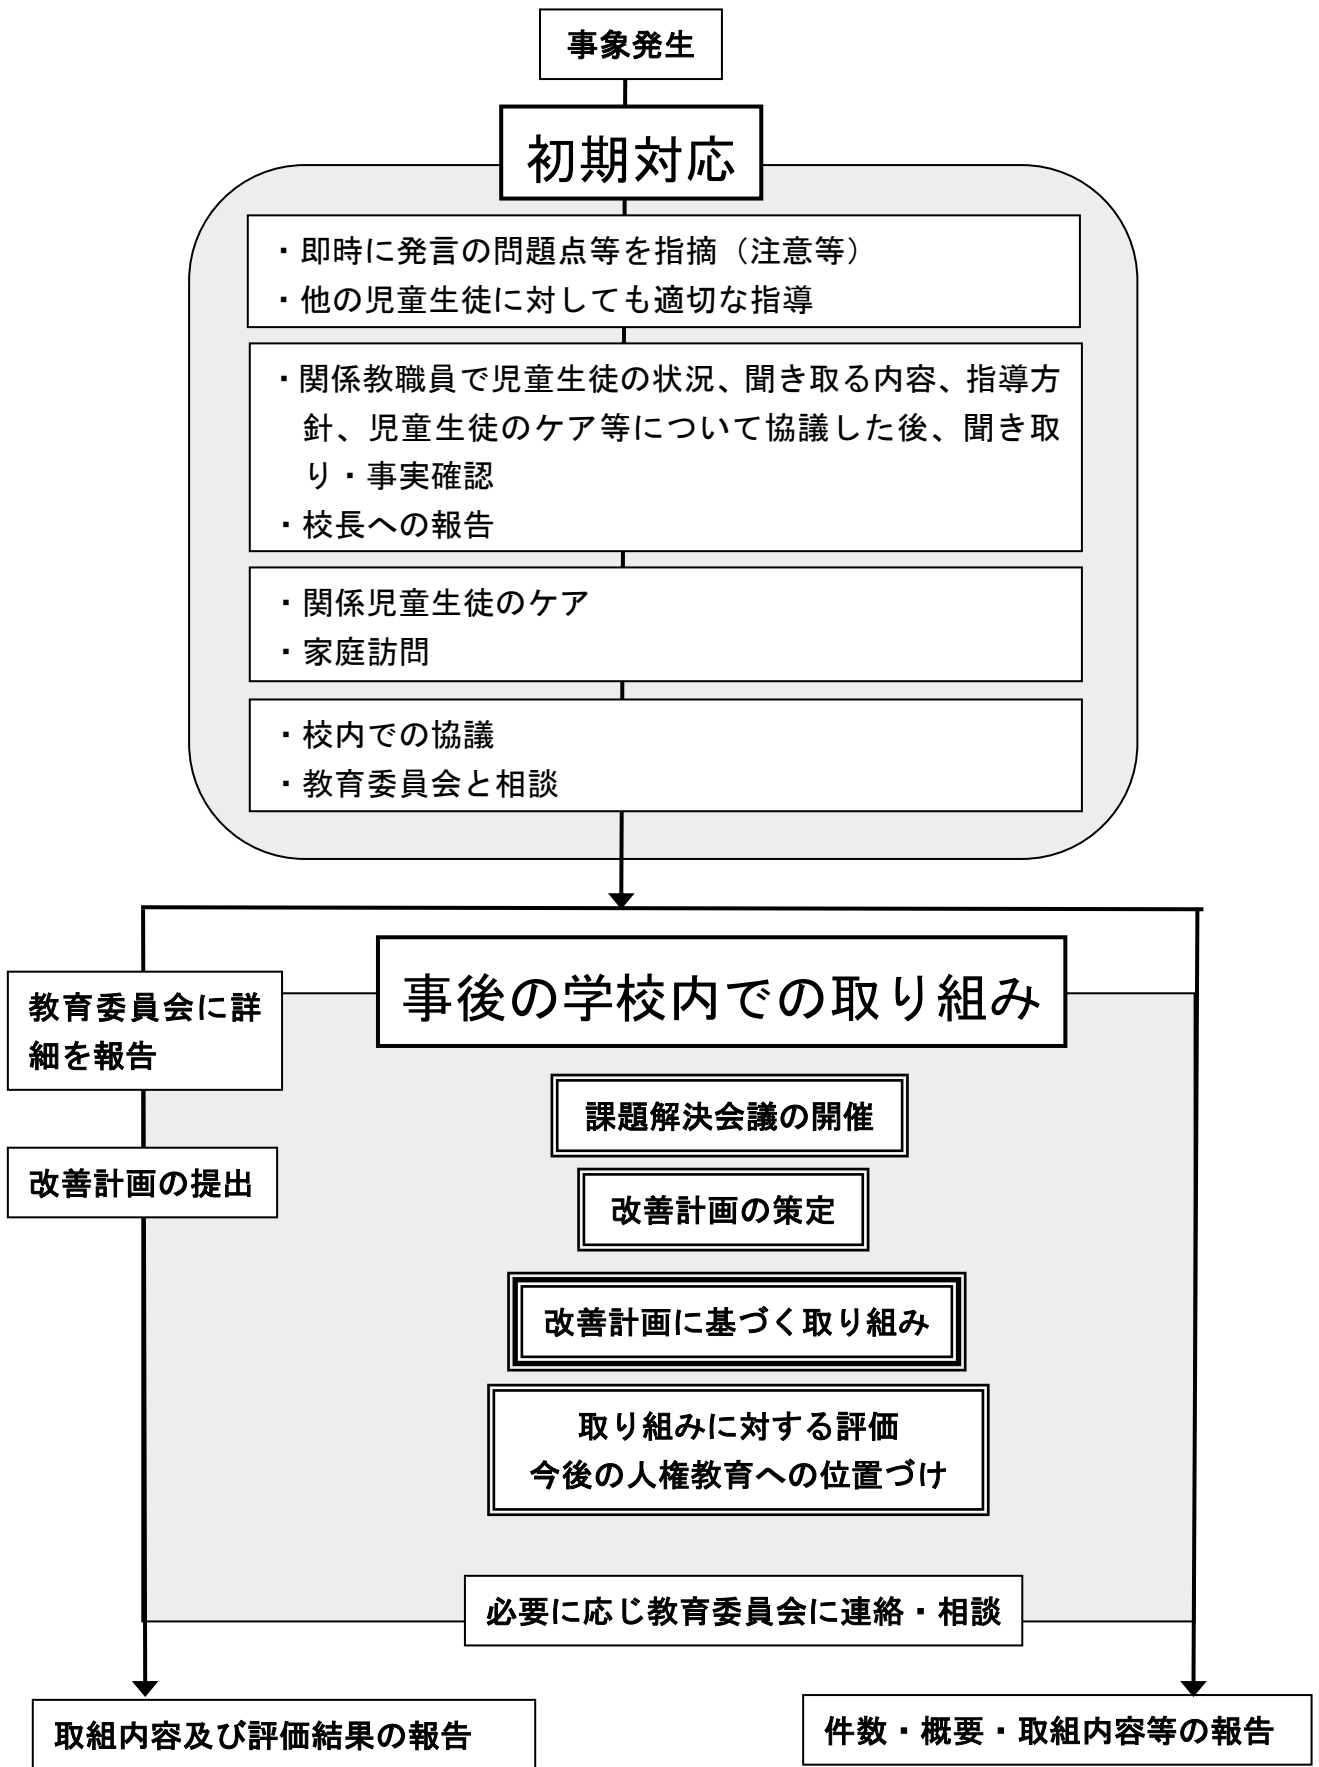 事象発生
初期対応
・即時に発言の問題点等を指摘（注意等）
・他の児童生徒に対しても適切な指導
・関係教職員で児童生徒の状況、聞き取る内容、指導方
針、児童生徒のケア等について協議した後、聞き取
り・事実確認
・校長への報告
・関係児童生徒のケア
・家庭訪問
・校内での協議
・教育委員会と相談
事後の学校内での取り組み
教育委員会に詳
細を報告
改善計画の提出
課題解決会議の開催
改善計画の策定
改善計画に基づく取り組み
取り組みに対する評価
今後の人権教育への位置づけ
必要に応じ教育委員会に連絡・相談
取組内容及び評価結果の報告
件数・概要・取組内容等の報告